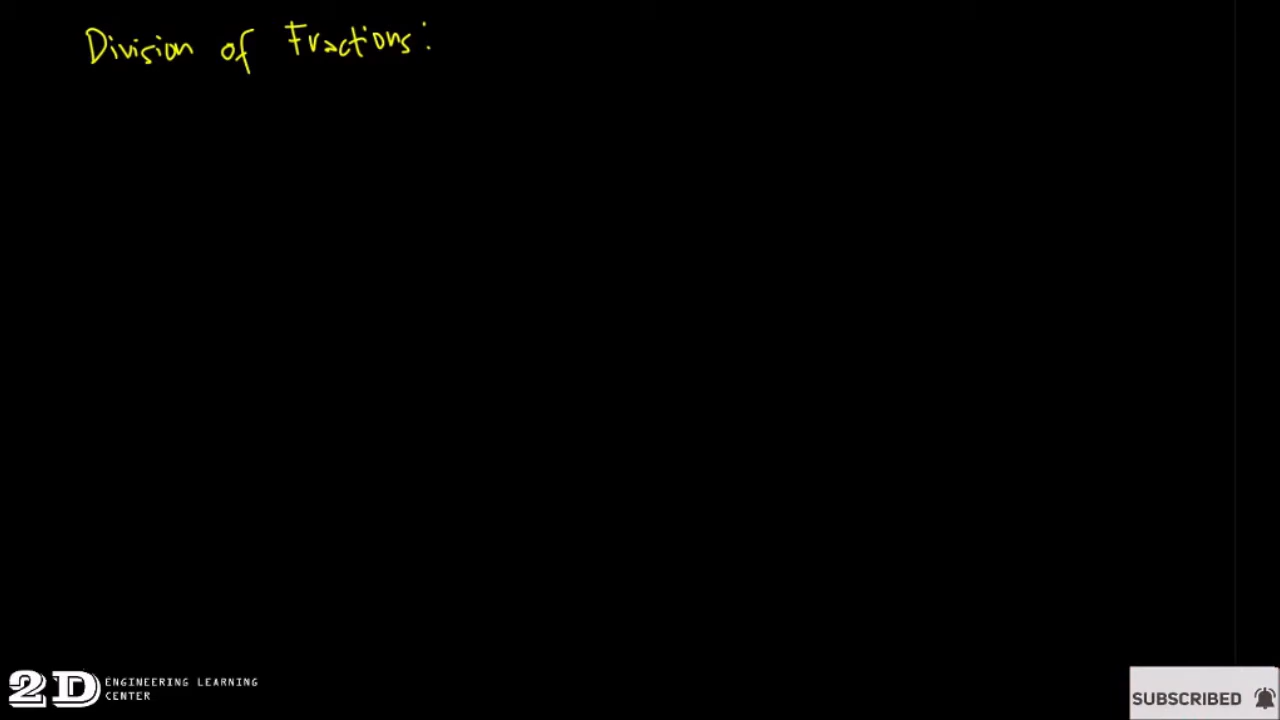 Division of Fractions:
2D ENGINEERING LEARNING
CENTER
SUBSCRIBED